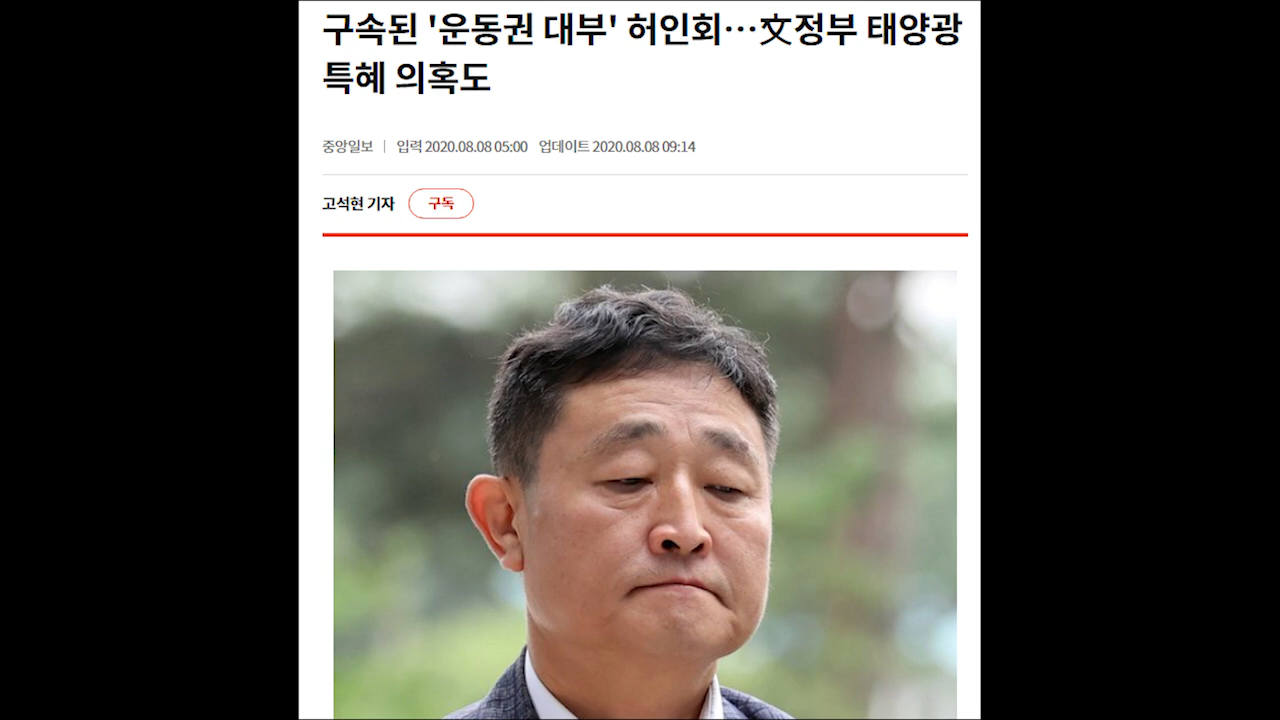 구속된 '운동권 대부' 허인회…文정부 태양광
특혜 의혹도
중앙일보 | 입력 2020.08.08 05:00 업데이트 2020.08.08 09:14
고석현 기자 구독